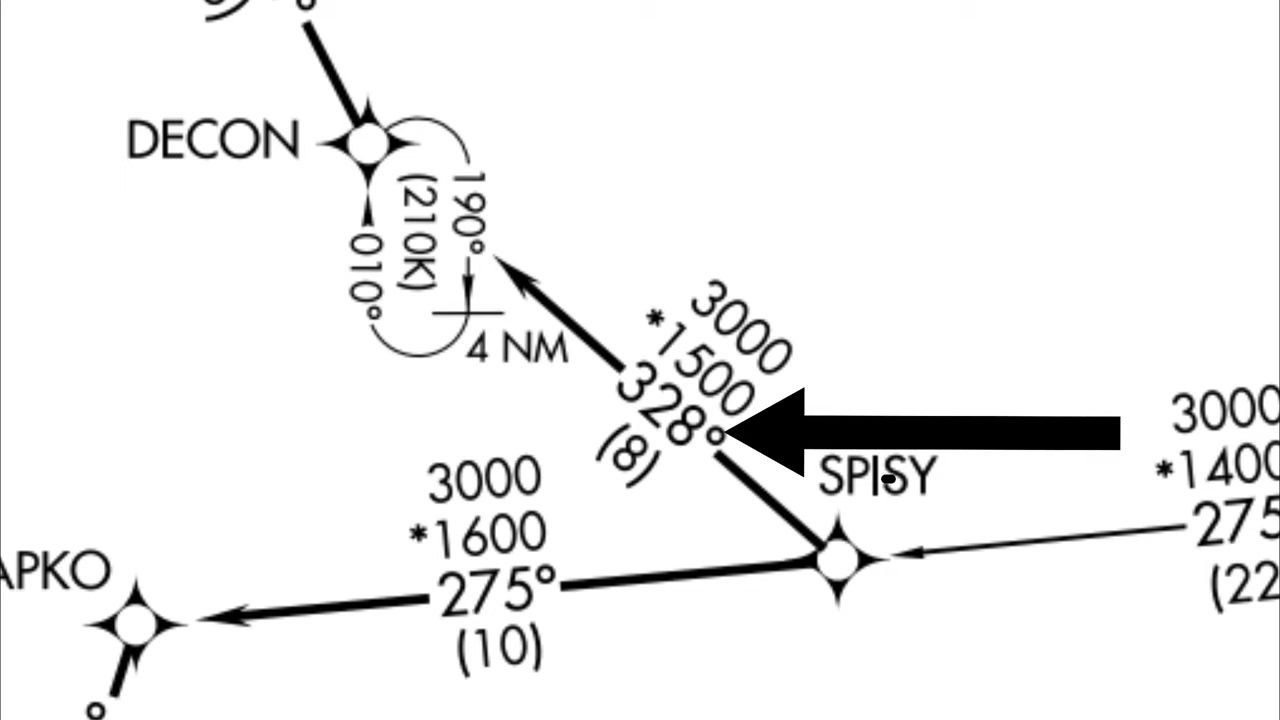 DECON
190°
(210K)
010°
4 NM
3000
*1500
328°
(8)
SPISY
3000
*1400
275
(22
3000
*1600
275°
(10)
APKO